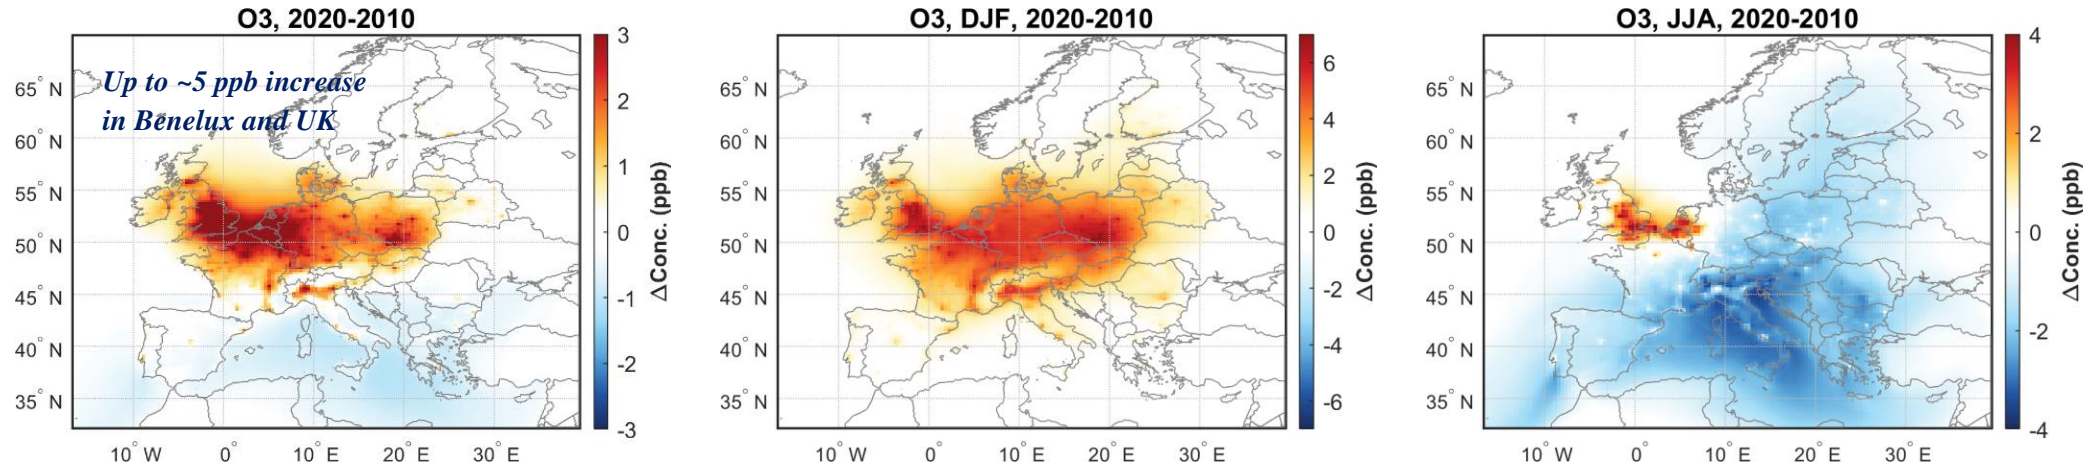 O3, 2020-2010
Up to ~5 ppb increase
in Benelux and UK
65° N
60° N
55° N
50° N
45° N
40° N
35° N
10° W
0°
10° E
20° E
30° E
3
2
1
0
-1
-2
-3
ΔConc. (ppb)
O3, DJF, 2020-2010
65° N
60° N
55° N
50° N
45° N
40° N
35° N
10° W
0°
10° E
20° E
30° E
6
4
2
0
-2
-4
-6
ΔConc. (ppb)
O3, JJA, 2020-2010
65° N
60° N
55° N
50° N
45° N
40° N
35° N
10° W
0°
10° E
20° E
30° E
4
2
0
-2
-4
ΔConc. (ppb)